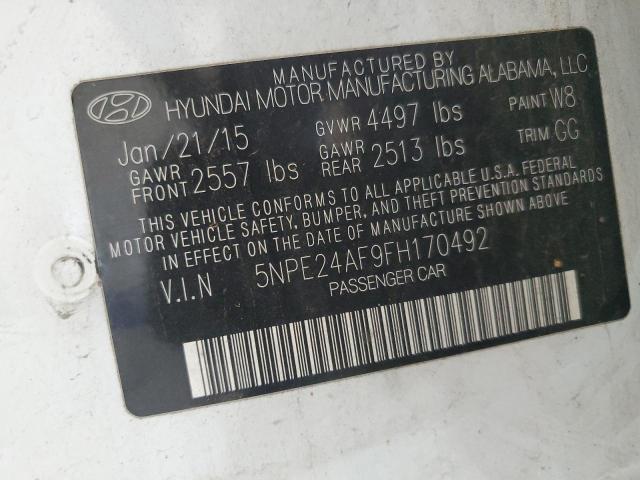 MANUFACTURED BY
HYUNDAI MOTOR MANUFACTURING ALABAMA, LLC
Jan/21/15 GVWR 4497 lbs PAINT W8
GAWR FRONT 2557 lbs GAWR REAR 2513 lbs TRIM GG
THIS VEHICLE CONFORMS TO ALL APPLICABLE U.S.A. FEDERAL
MOTOR VEHICLE SAFETY, BUMPER, AND THEFT PREVENTION STANDARDS
IN EFFECT ON THE DATE OF MANUFACTURE SHOWN ABOVE
V.I.N 5NPE24AF9FH170492
PASSENGER CAR